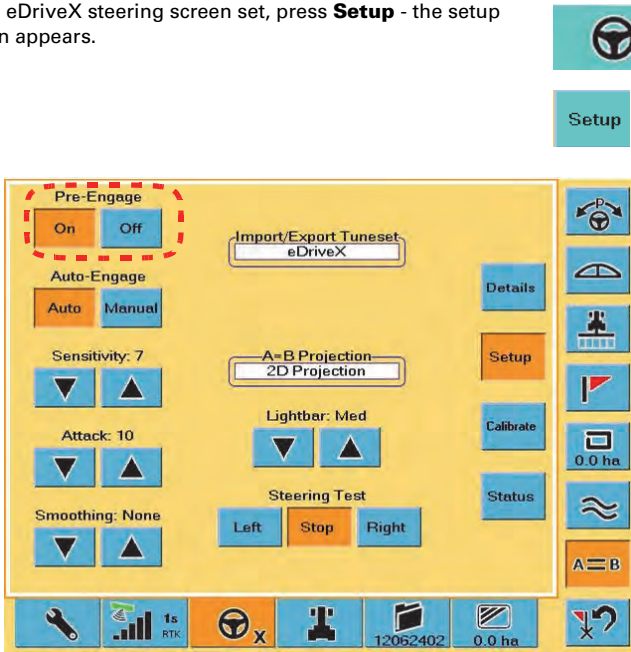 eDriveX steering screen set, press Setup - the setup
n appears.
Setup
Pre-Engage
On Off
Import/Export Tuneset
eDriveX
Auto-Engage
Auto Manual
Details
Sensitivity: 7
A=B Projection
2D Projection
Setup
Lightbar: Med
Attack: 10
Calibrate
0.0 ha
Steering Test
Left Stop Right
Status
Smoothing: None
A=B
1s
RTK
X
12062402
0.0 ha